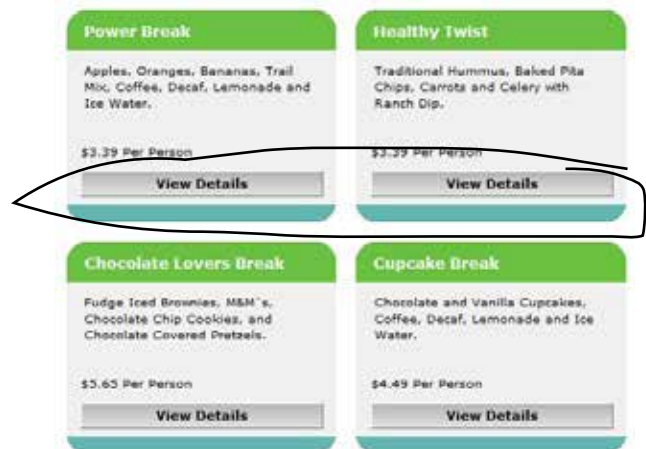 Power Break
Apples, Oranges, Bananas, Trail
Mix, Coffee, Decaf, Lemonade and
Ice Water.
$3.39 Per Person
View Details
Healthy Twist
Traditional Hummus, Baked Pita
Chips, Carrots and Celery with
Ranch Dip.
$3.39 Per Person
View Details
Chocolate Lovers Break
Fudge Iced Brownies, M&M`s,
Chocolate Chip Cookies, and
Chocolate Covered Pretzels.
$5.65 Per Person
View Details
Cupcake Break
Chocolate and Vanilla Cupcakes,
Coffee, Decaf, Lemonade and Ice
Water.
$4.49 Per Person
View Details